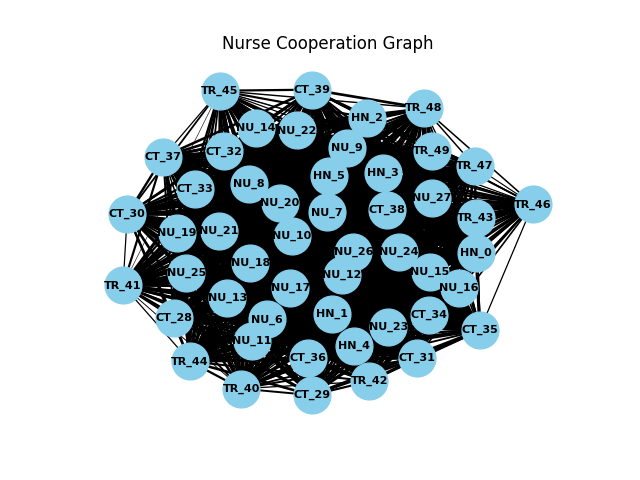 Nurse Cooperation Graph
TR_45
CT_39
TR_48
HN_2
NU_14
NU_22
NU_9
TR_49
CT_32
CT_37
TR_47
HN_3
HN_5
NU_8
CT_33
NU_27
NU_20
TR_46
CT_38
NU_7
CT_30
TR_43
NU_21
NU_19
NU_10
NU_26
NU_24
HN_0
NU_18
NU_25
NU_12
NU_15
TR_41
NU_17
NU_16
NU_13
HN_1
CT_34
CT_28
NU_6
NU_23
CT_35
NU_11
HN_4
CT_36
CT_31
TR_44
TR_42
TR_40
CT_29